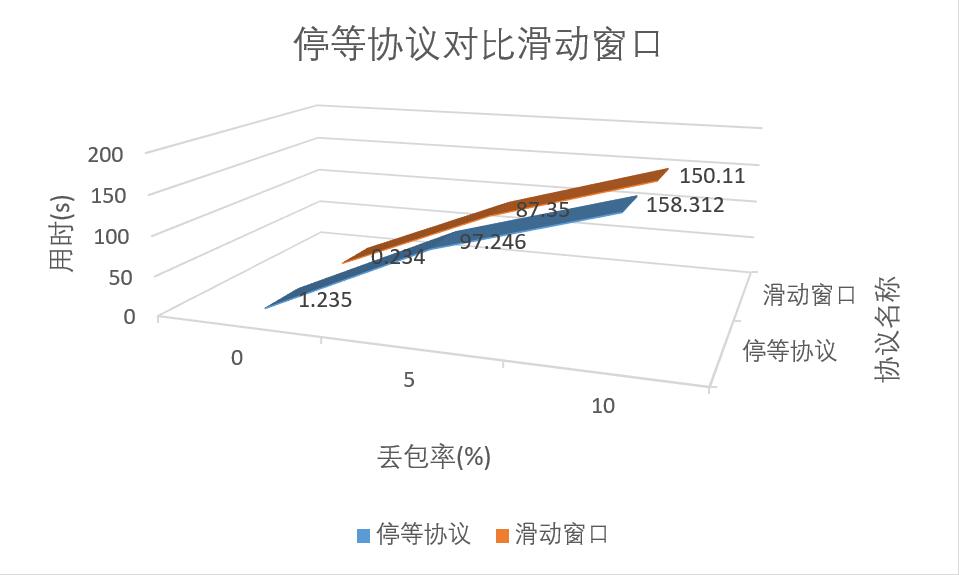 停等协议对比滑动窗口
200
150
100
50
0
用时(s)
150.11
158.312
87.35
97.246
0.234
1.235
滑动窗口
停等协议
协议名称
0
5
10
丢包率(%)
停等协议
滑动窗口